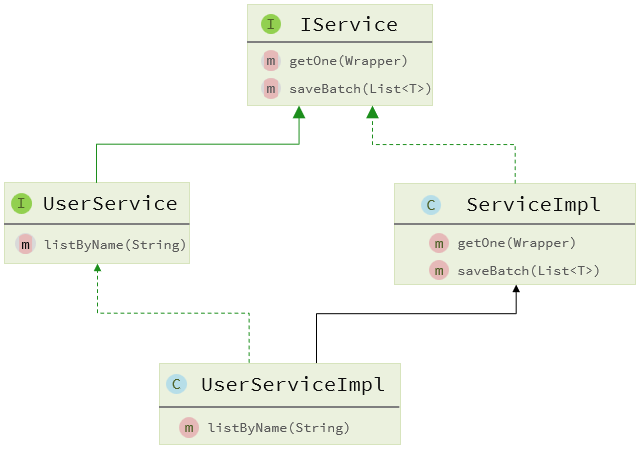 I IService
m getOne(Wrapper)
m saveBatch(List<T>)
I UserService
m listByName(String)
C ServiceImpl
m getOne(Wrapper)
m saveBatch(List<T>)
C UserServiceImpl
m listByName(String)